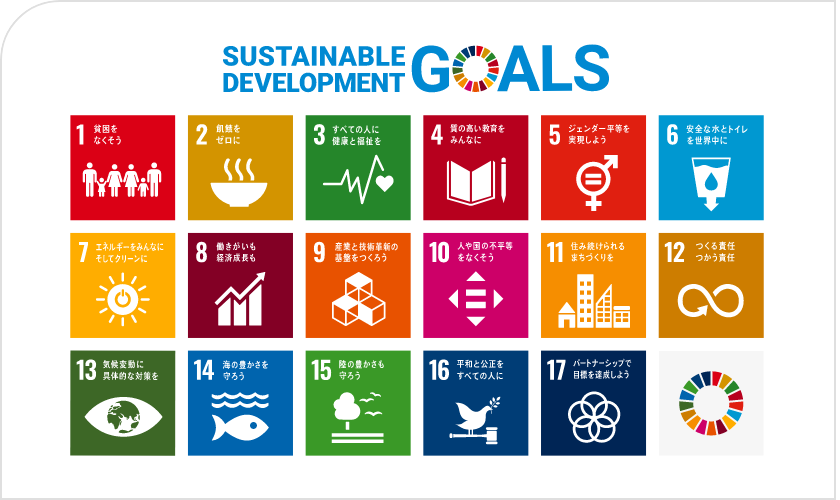 SUSTAINABLE
DEVELOPMENT
GOALS
1 貧困を
なくそう
2 飢餓を
ゼロに
3 すべての人に
健康と福祉を
4 質の高い教育を
みんなに
5 ジェンダー平等を
実現しよう
6 安全な水とトイレ
を世界中に
7 エネルギーをみんなに
そしてクリーンに
8 働きがいも
経済成長も
9 産業と技術革新の
基盤をつくろう
10 人や国の不平等
をなくそう
11 住み続けられる
まちづくりを
12 つくる責任
つかう責任
13 気候変動に
具体的な対策を
14 海の豊かさを
守ろう
15 陸の豊かさも
守ろう
16 平和と公正を
すべての人に
17 パートナーシップで
目標を達成しよう